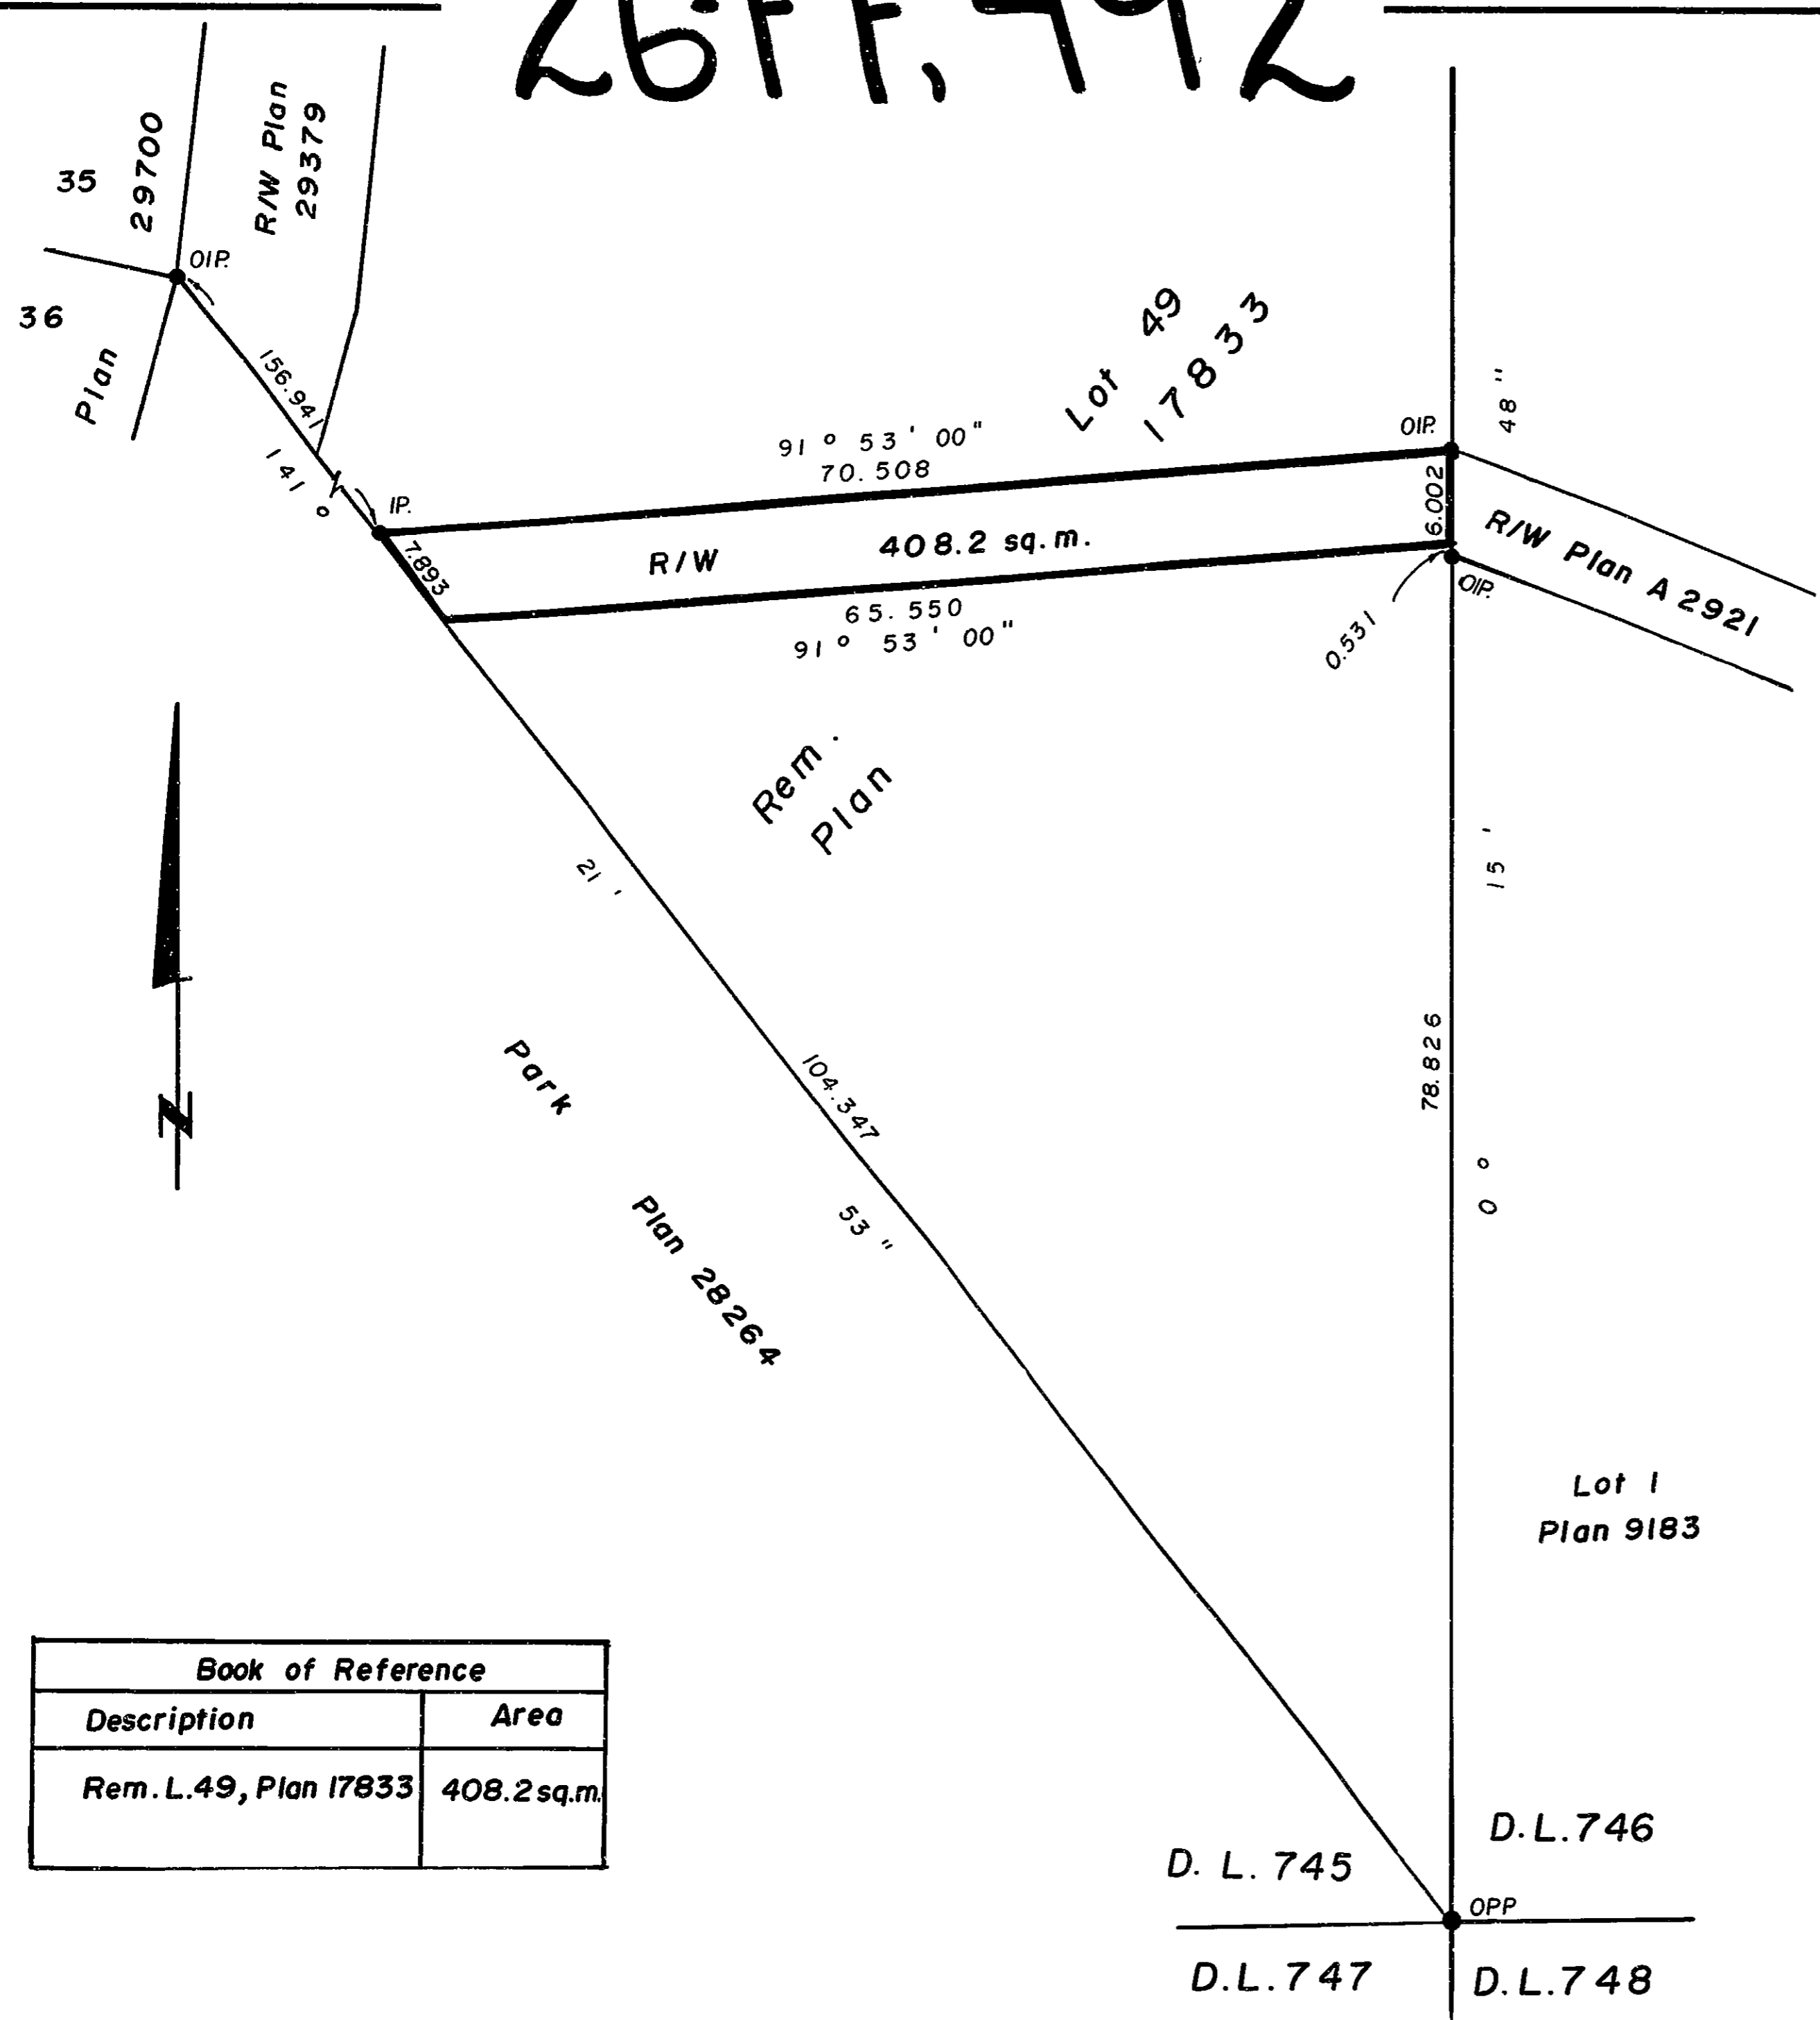 35
29700
R/W Plan
29379
OIP.
36
Plan
156.941
141 °
IP.
7.893
91° 53' 00"
70.508
Lot 49
17833
OIP.
48"
6.002
R/W 408.2 sq. m.
R/W Plan A 2921
65.550
91° 53' 00"
OIP.
0.531
Rem.
Plan
21'
15'
104.347
78.826
Park
Plan 28264
53"
0°
N
Lot 1
Plan 9183
Book of Reference
Description Area
Rem. L.49, Plan 17833 408.2 sq.m.
D. L. 745
D. L. 746
OPP
D.L. 747
D.L. 748